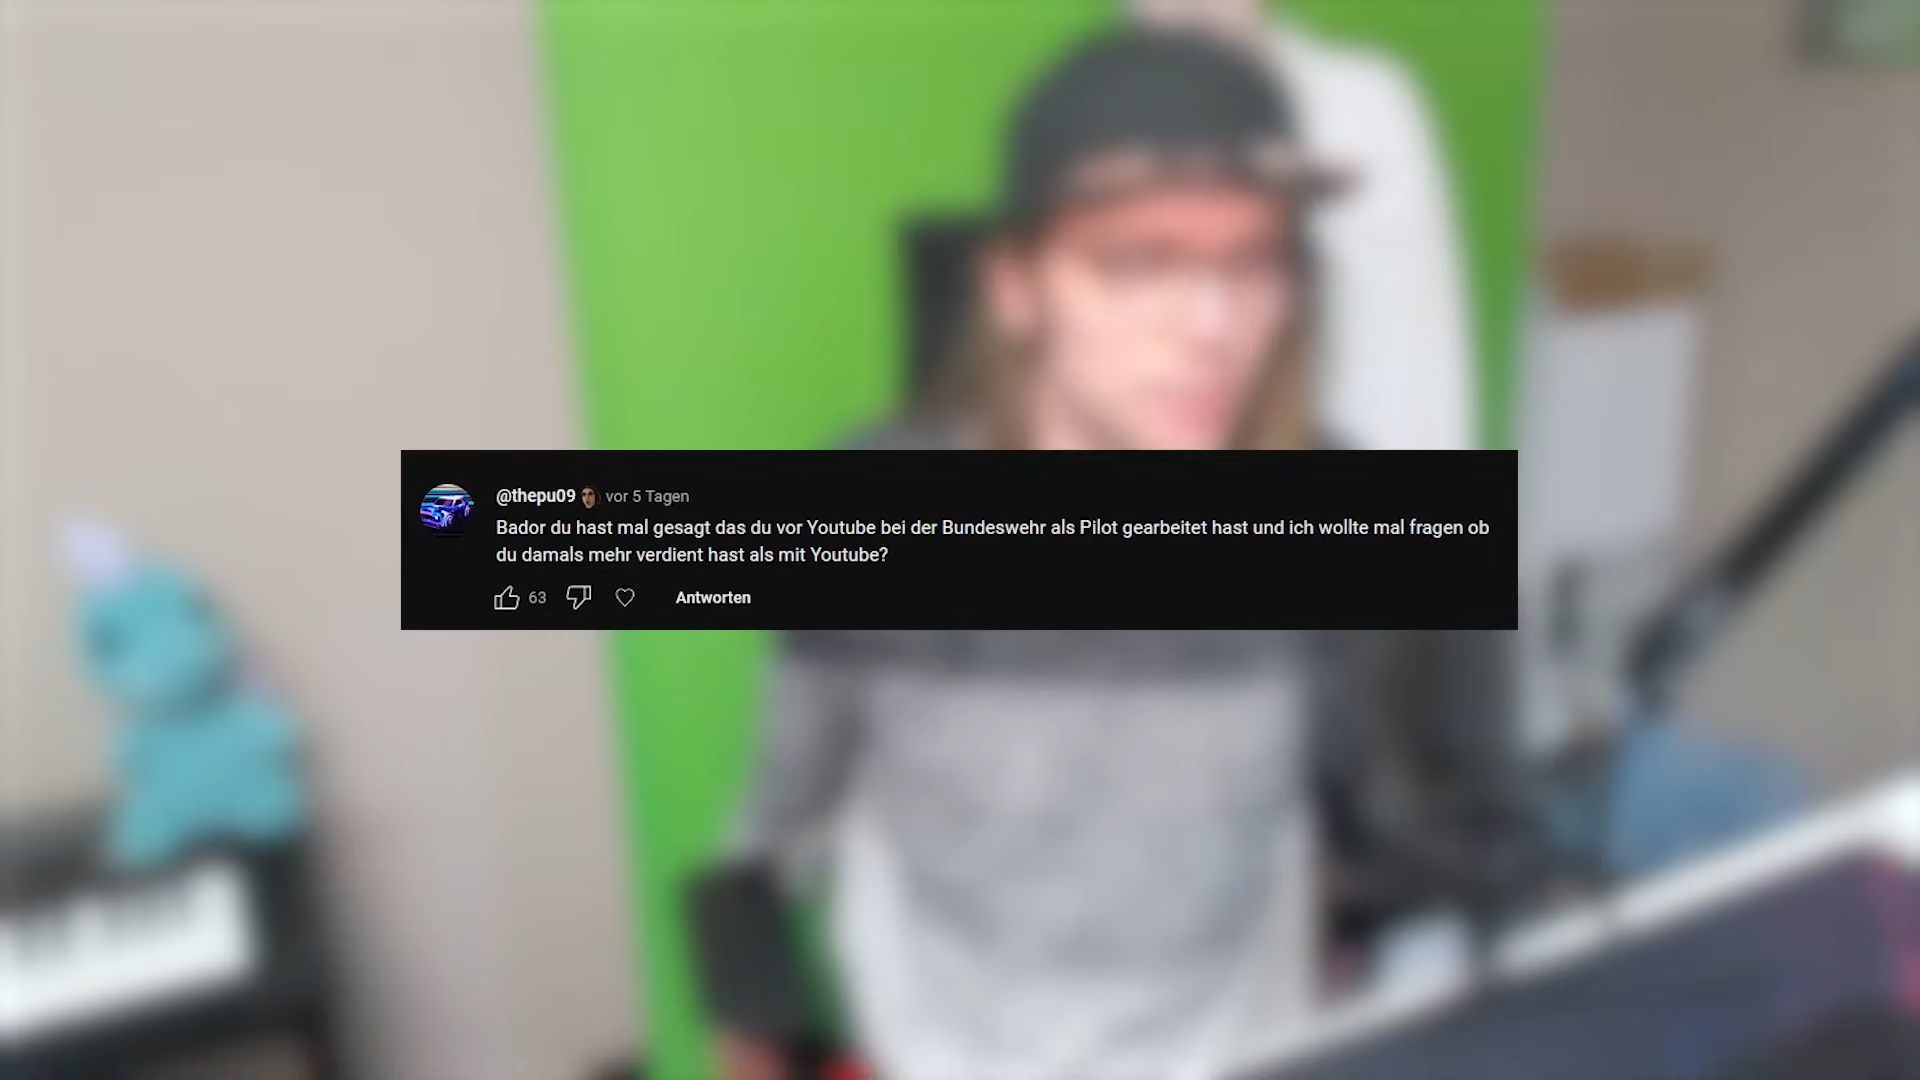 @thepu09 vor 5 Tagen
Bador du hast mal gesagt das du vor Youtube bei der Bundeswehr als Pilot gearbeitet hast und ich wollte mal fragen ob
du damals mehr verdient hast als mit Youtube?
63 Antworten